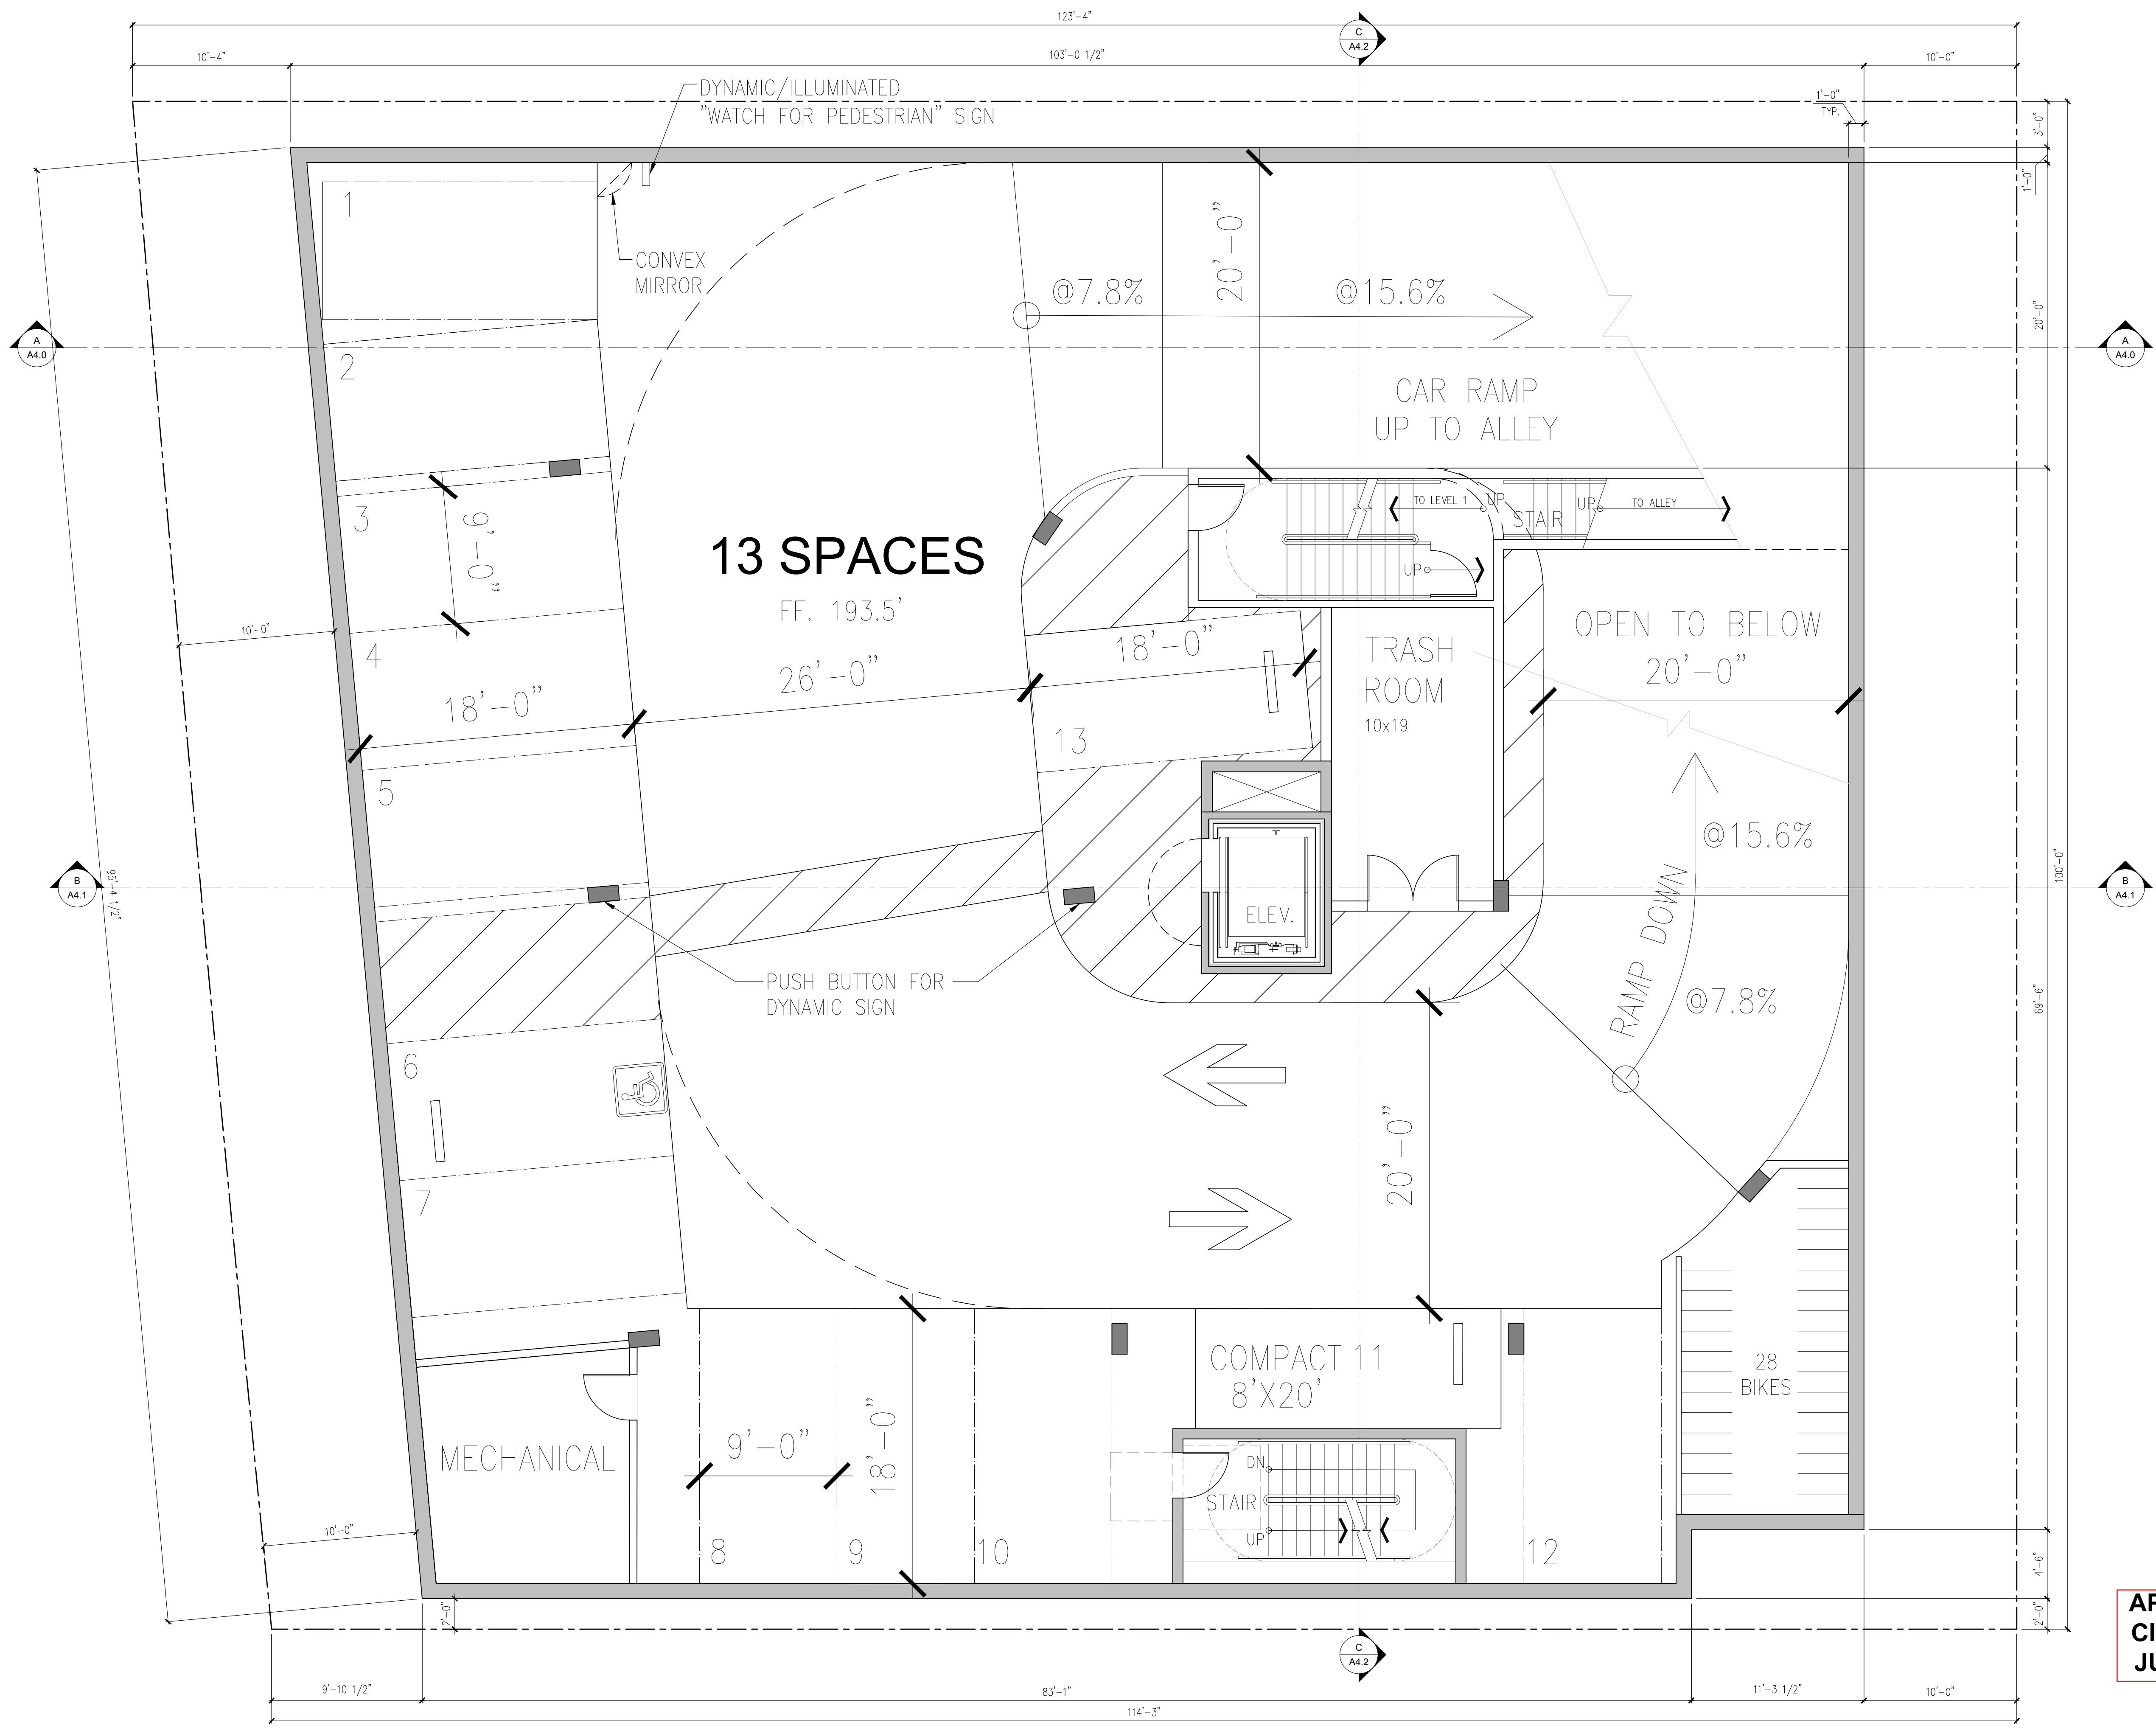 123'-4"
C
A4.2
10'-4"
103'-0 1/2"
10'-0"
DYNAMIC/ILLUMINATED
"WATCH FOR PEDESTRIAN" SIGN
1'-0"
TYP.
3'-0"
1'-0"
1
CONVEX
MIRROR
20'-0"
@7.8%
@15.6%
20'-0"
A
A4.0
A
A4.0
2
CAR RAMP
UP TO ALLEY
3
9'-0"
TO LEVEL 1
UP
STAIR
UP
TO ALLEY
13 SPACES
UP
FF. 193.5'
10'-0"
4
18'-0"
26'-0"
18'-0"
13
TRASH
ROOM
10x19
OPEN TO BELOW
20'-0"
5
@15.6%
B
A4.1
95'-4 1/2"
ELEV.
RAMP DOWN
100'-0"
B
A4.1
PUSH BUTTON FOR
DYNAMIC SIGN
@7.8%
69'-6"
6
20'-0"
7
COMPACT 11
8'X20'
28
BIKES
MECHANICAL
9'-0"
18'-0"
DN
STAIR
UP
10'-0"
8
9
10
12
4'-6"
2'-0"
2'-0"
C
A4.2
9'-10 1/2"
83'-1"
11'-3 1/2"
10'-0"
114'-3"